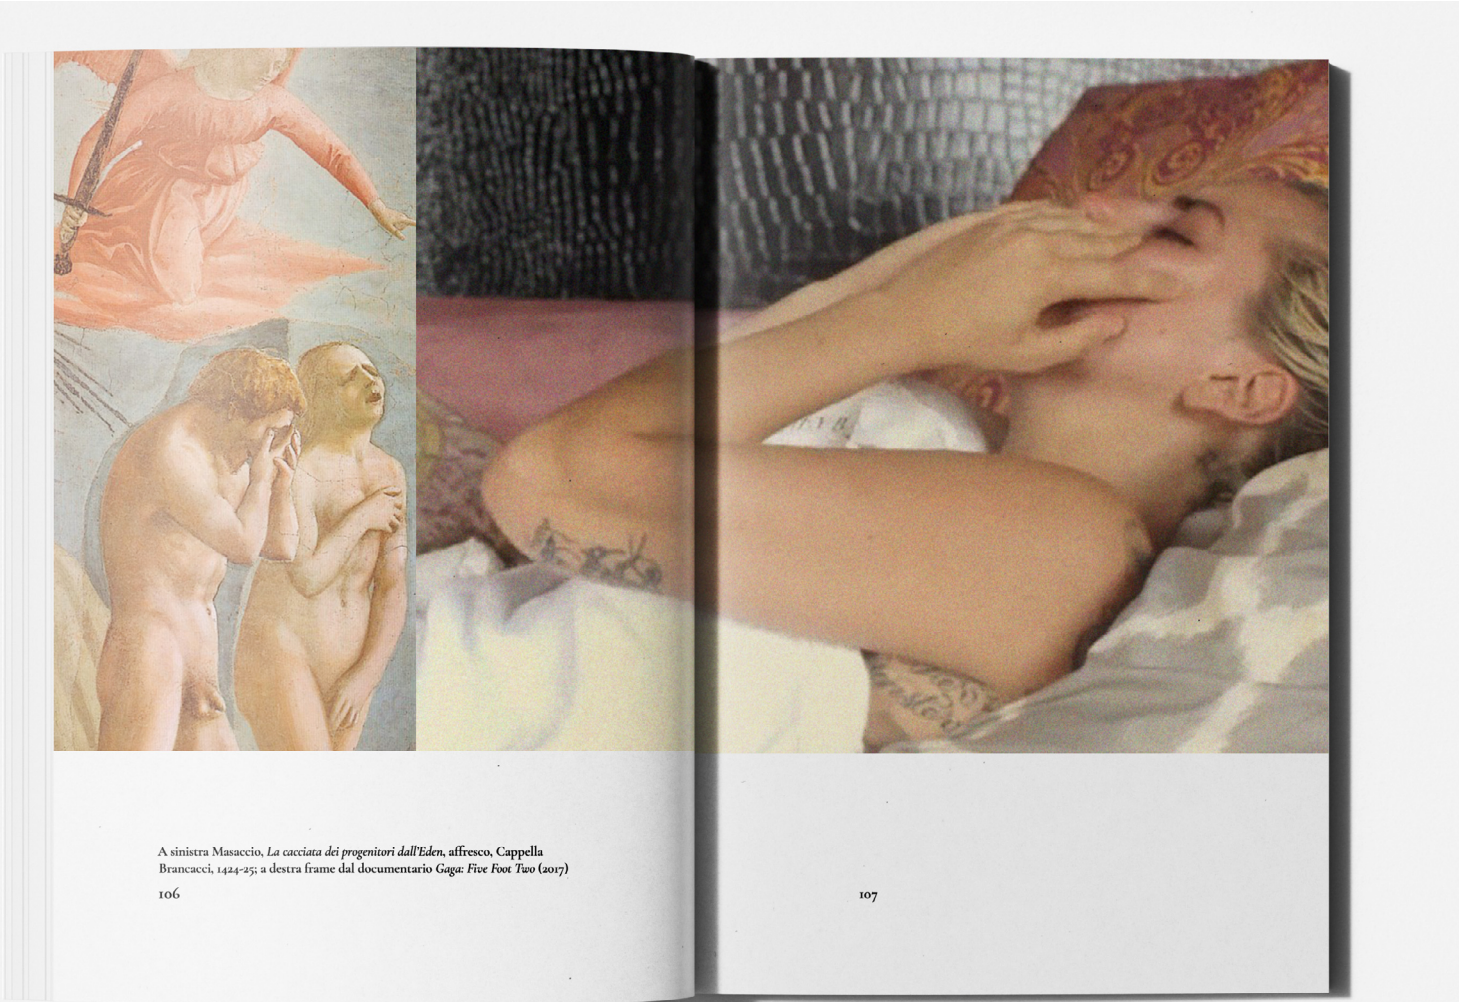 A sinistra Masaccio, La cacciata dei progenitori dall'Eden, affresco, Cappella
Brancacci, 1424-25; a destra frame dal documentario Gaga: Five Foot Two (2017)
106
107